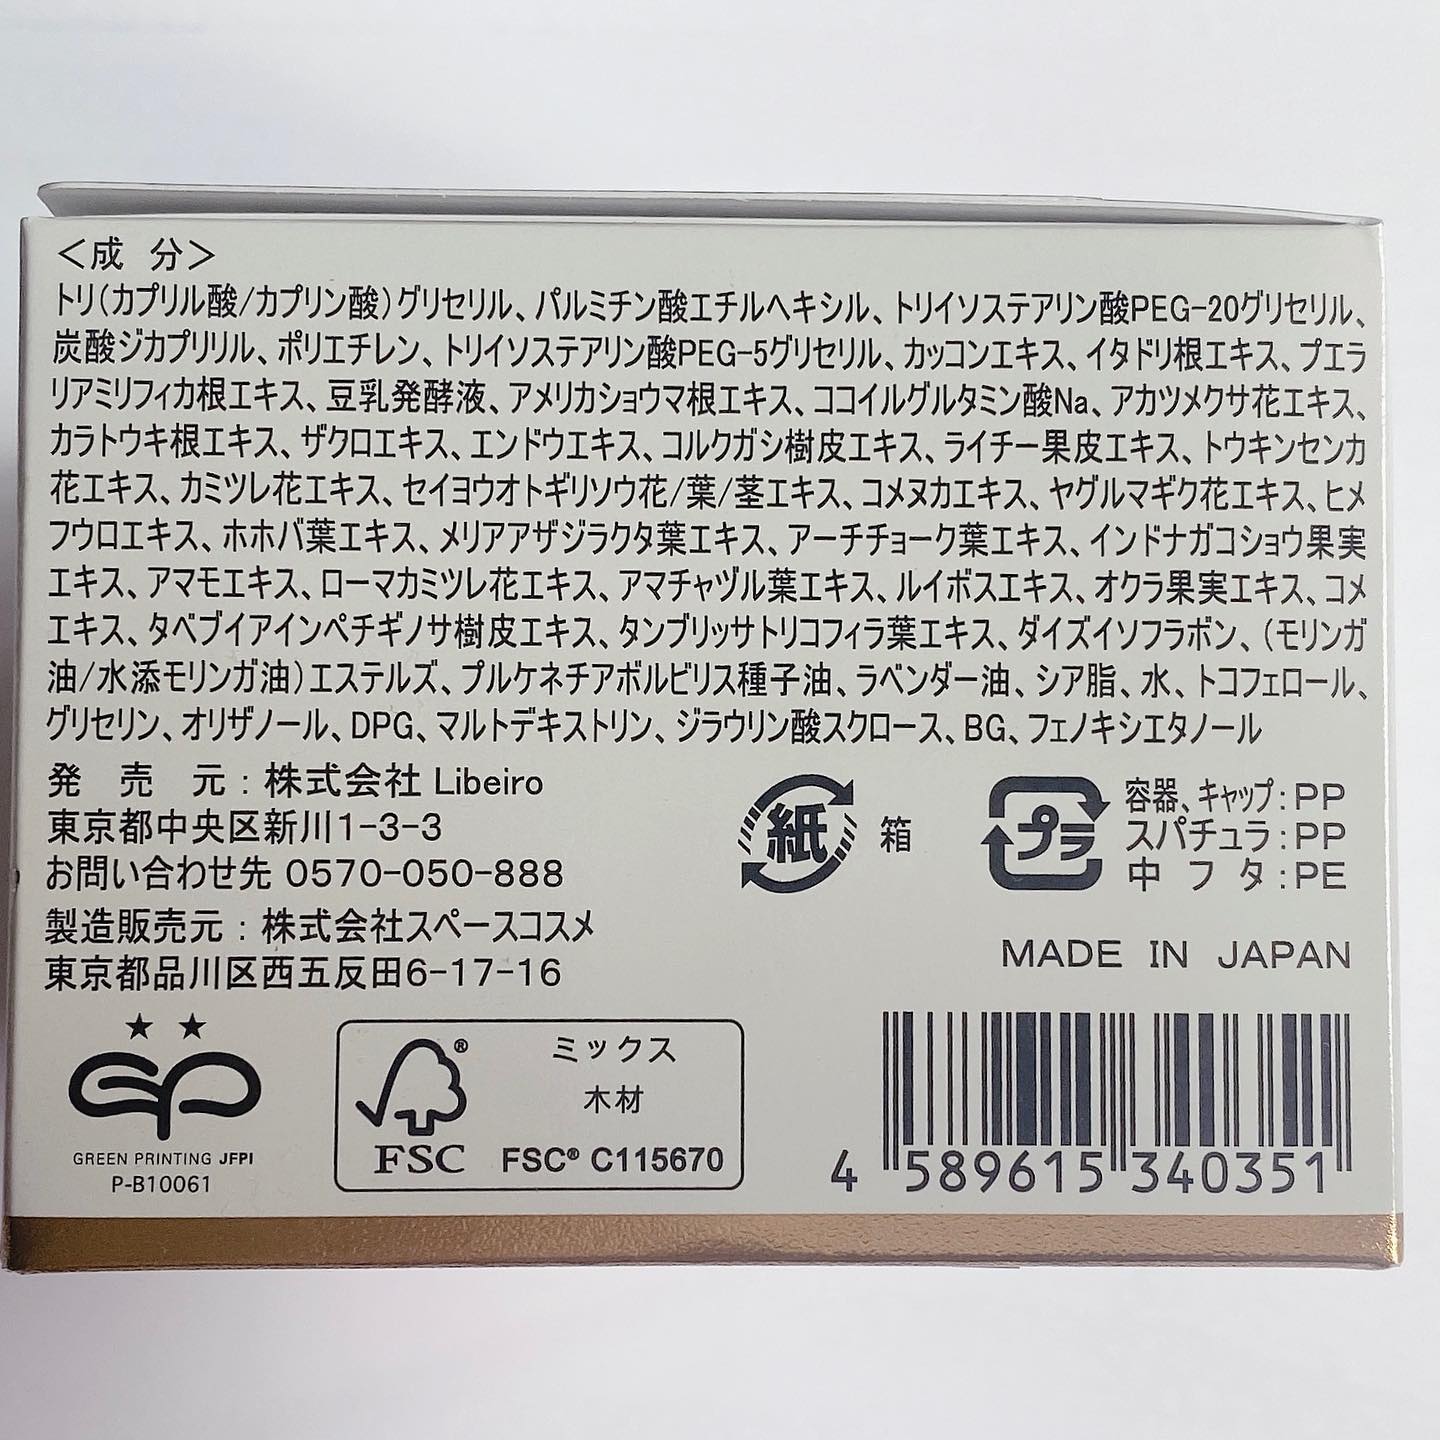 ＜成 分＞
トリ(カプリル酸/カプリン酸)グリセリル、パルミチン酸エチルヘキシル、トリイソステアリン酸PEG-20グリセリル、
炭酸ジカプリリル、ポリエチレン、トリイソステアリン酸PEG-5グリセリル、カッコンエキス、イタドリ根エキス、プエラ
リアミリフィカ根エキス、豆乳発酵液、アメリカショウマ根エキス、ココイルグルタミン酸Na、アカツメクサ花エキス、
カラトウキ根エキス、ザクロエキス、エンドウエキス、コルクガシ樹皮エキス、ライチー果皮エキス、トウキンセンカ
花エキス、カミツレ花エキス、セイヨウオトギリソウ花/葉/茎エキス、コメヌカエキス、ヤグルマギク花エキス、ヒメ
フウロエキス、ホホバ葉エキス、メリアアザジラクタ葉エキス、アーチチョーク葉エキス、インドナガコショウ果実
エキス、アマモエキス、ローマカミツレ花エキス、アマチャヅル葉エキス、ルイボスエキス、オクラ果実エキス、コメ
エキス、タベブイアインペチギノサ樹皮エキス、タンブリッサトリコフィラ葉エキス、ダイズイソフラボン、(モリンガ
油/水添モリンガ油)エステルズ、プルケネチアボルビリス種子油、ラベンダー油、シア脂、水、トコフェロール、
グリセリン、オリザノール、DPG、マルトデキストリン、ジラウリン酸スクロース、BG、フェノキシエタノール
発 売 元：株式会社 Libeiro
東京都中央区新川1-3-3
お問い合わせ先 0570-050-888
製造販売元：株式会社スペースコスメ
東京都品川区西五反田6-17-16
紙 箱
プラ
容器、キャップ：PP
スパチュラ：PP
中 フ タ：PE
MADE IN JAPAN
★ ★
GP
GREEN PRINTING JFPI
P-B10061
®
FSC
ミックス
木材
FSC® C115670
4 589615 340351